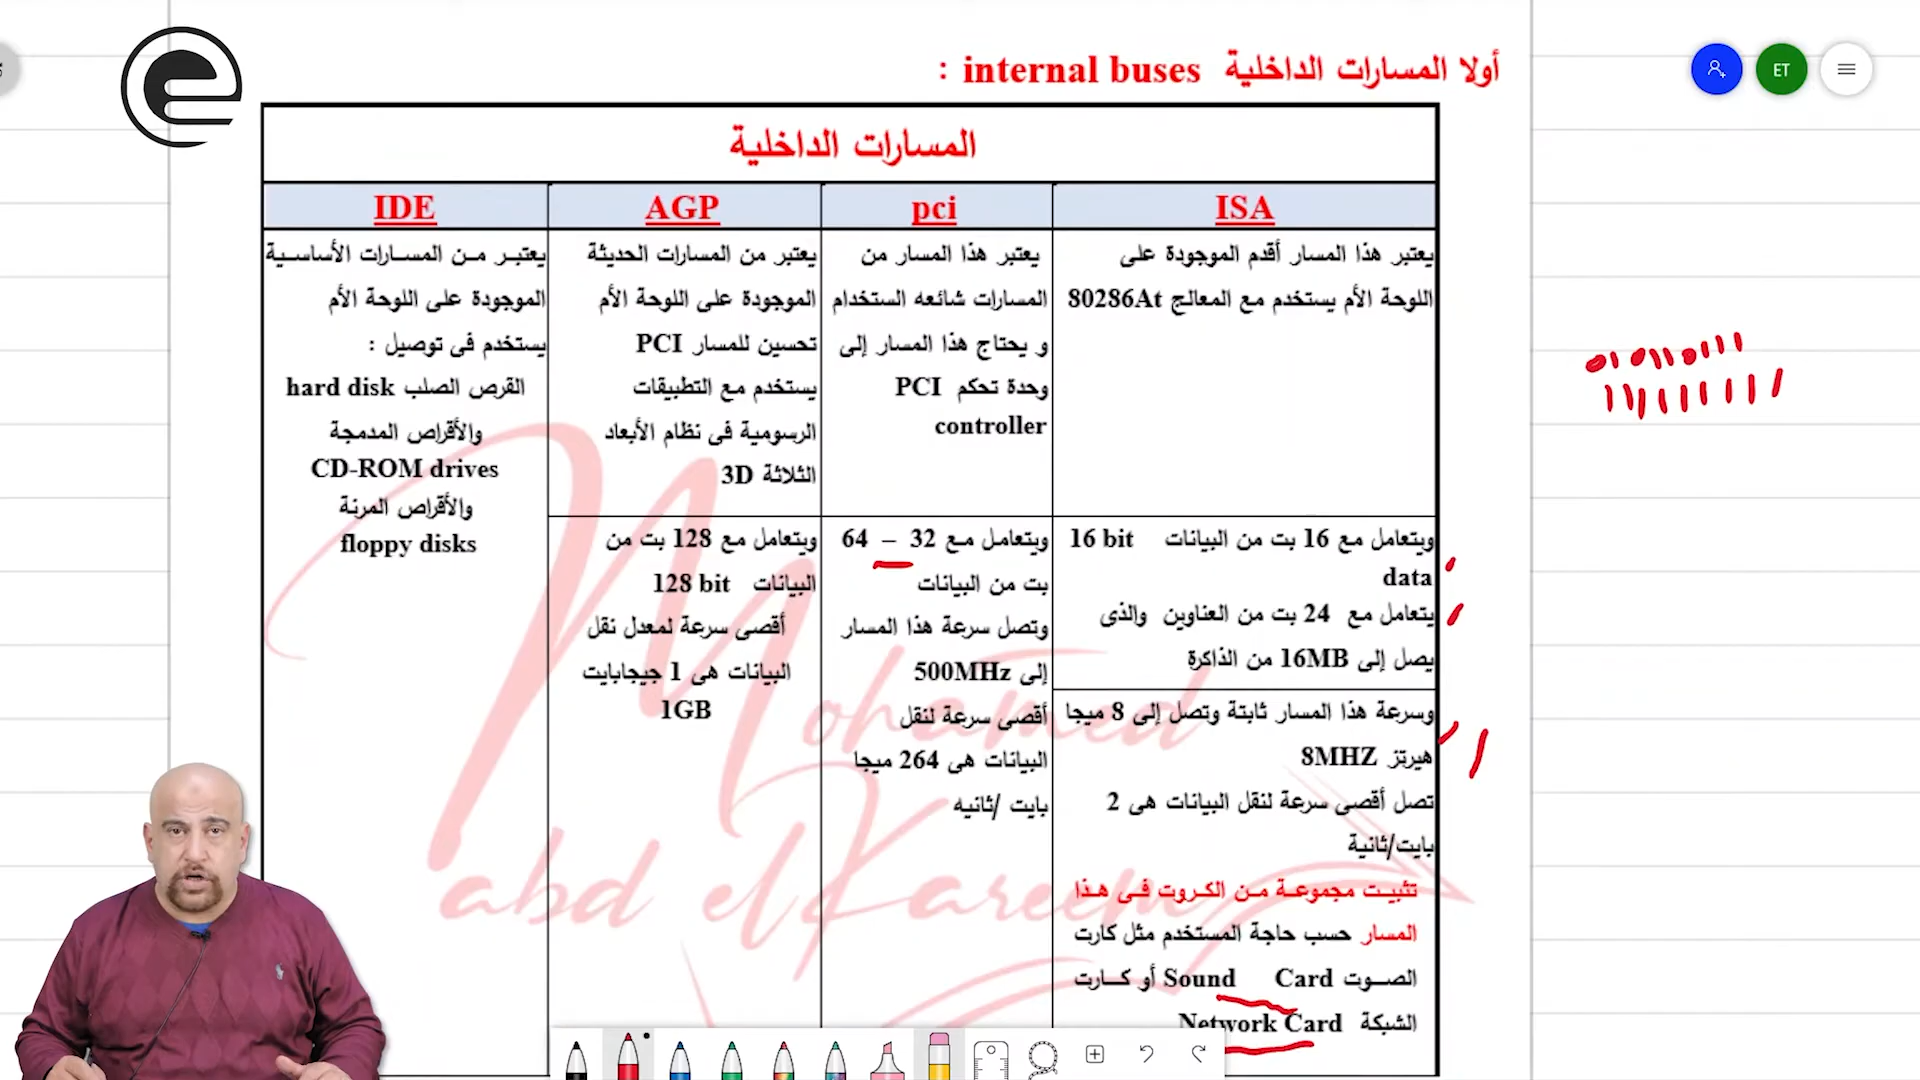 أولا المسارات الداخلية internal buses :
ET
المسارات الداخلية
ISA
pci
AGP
IDE
يعتبر هذا المسار أقدم الموجودة على
اللوحة الأم يستخدم مع المعالج 80286At
ويتعامل مع 16 بت من البيانات 16 bit
data
يتعامل مع 24 بت من العناوين والذى
يصل إلى 16MB من الذاكرة
وسرعة هذا المسار ثابتة وتصل إلى 8 ميجا
هيرتز 8MHZ
تصل أقصى سرعة لنقل البيانات هى 2
بايت/ثانية
تثبيت مجموعة من الكروت فى هذا
المسار حسب حاجة المستخدم مثل كارت
الصوت Sound Card أو كارت
الشبكة Network Card
يعتبر هذا المسار من
المسارات شائعه الستخدام
و يحتاج هذا المسار إلى
وحدة تحكم PCI
controller
ويتعامل مع 32 – 64
بت من البيانات
وتصل سرعة هذا المسار
إلى 500MHz
أقصى سرعة لنقل
البيانات هى 264 ميجا
بايت /ثانيه
يعتبر من المسارات الحديثة
الموجودة على اللوحة الأم
تحسين للمسار PCI
يستخدم مع التطبيقات
الرسومية فى نظام الأبعاد
الثلاثة 3D
ويتعامل مع 128 بت من
البيانات 128 bit
أقصى سرعة لمعدل نقل
البيانات هى 1 جيجابايت
1GB
يعتبر من المسارات الأساسية
الموجودة على اللوحة الأم
يستخدم فى توصيل :
القرص الصلب hard disk
والأقراص المدمجة
CD-ROM drives
والأقراص المرنة
floppy disks
Mohamed
abd elKareem